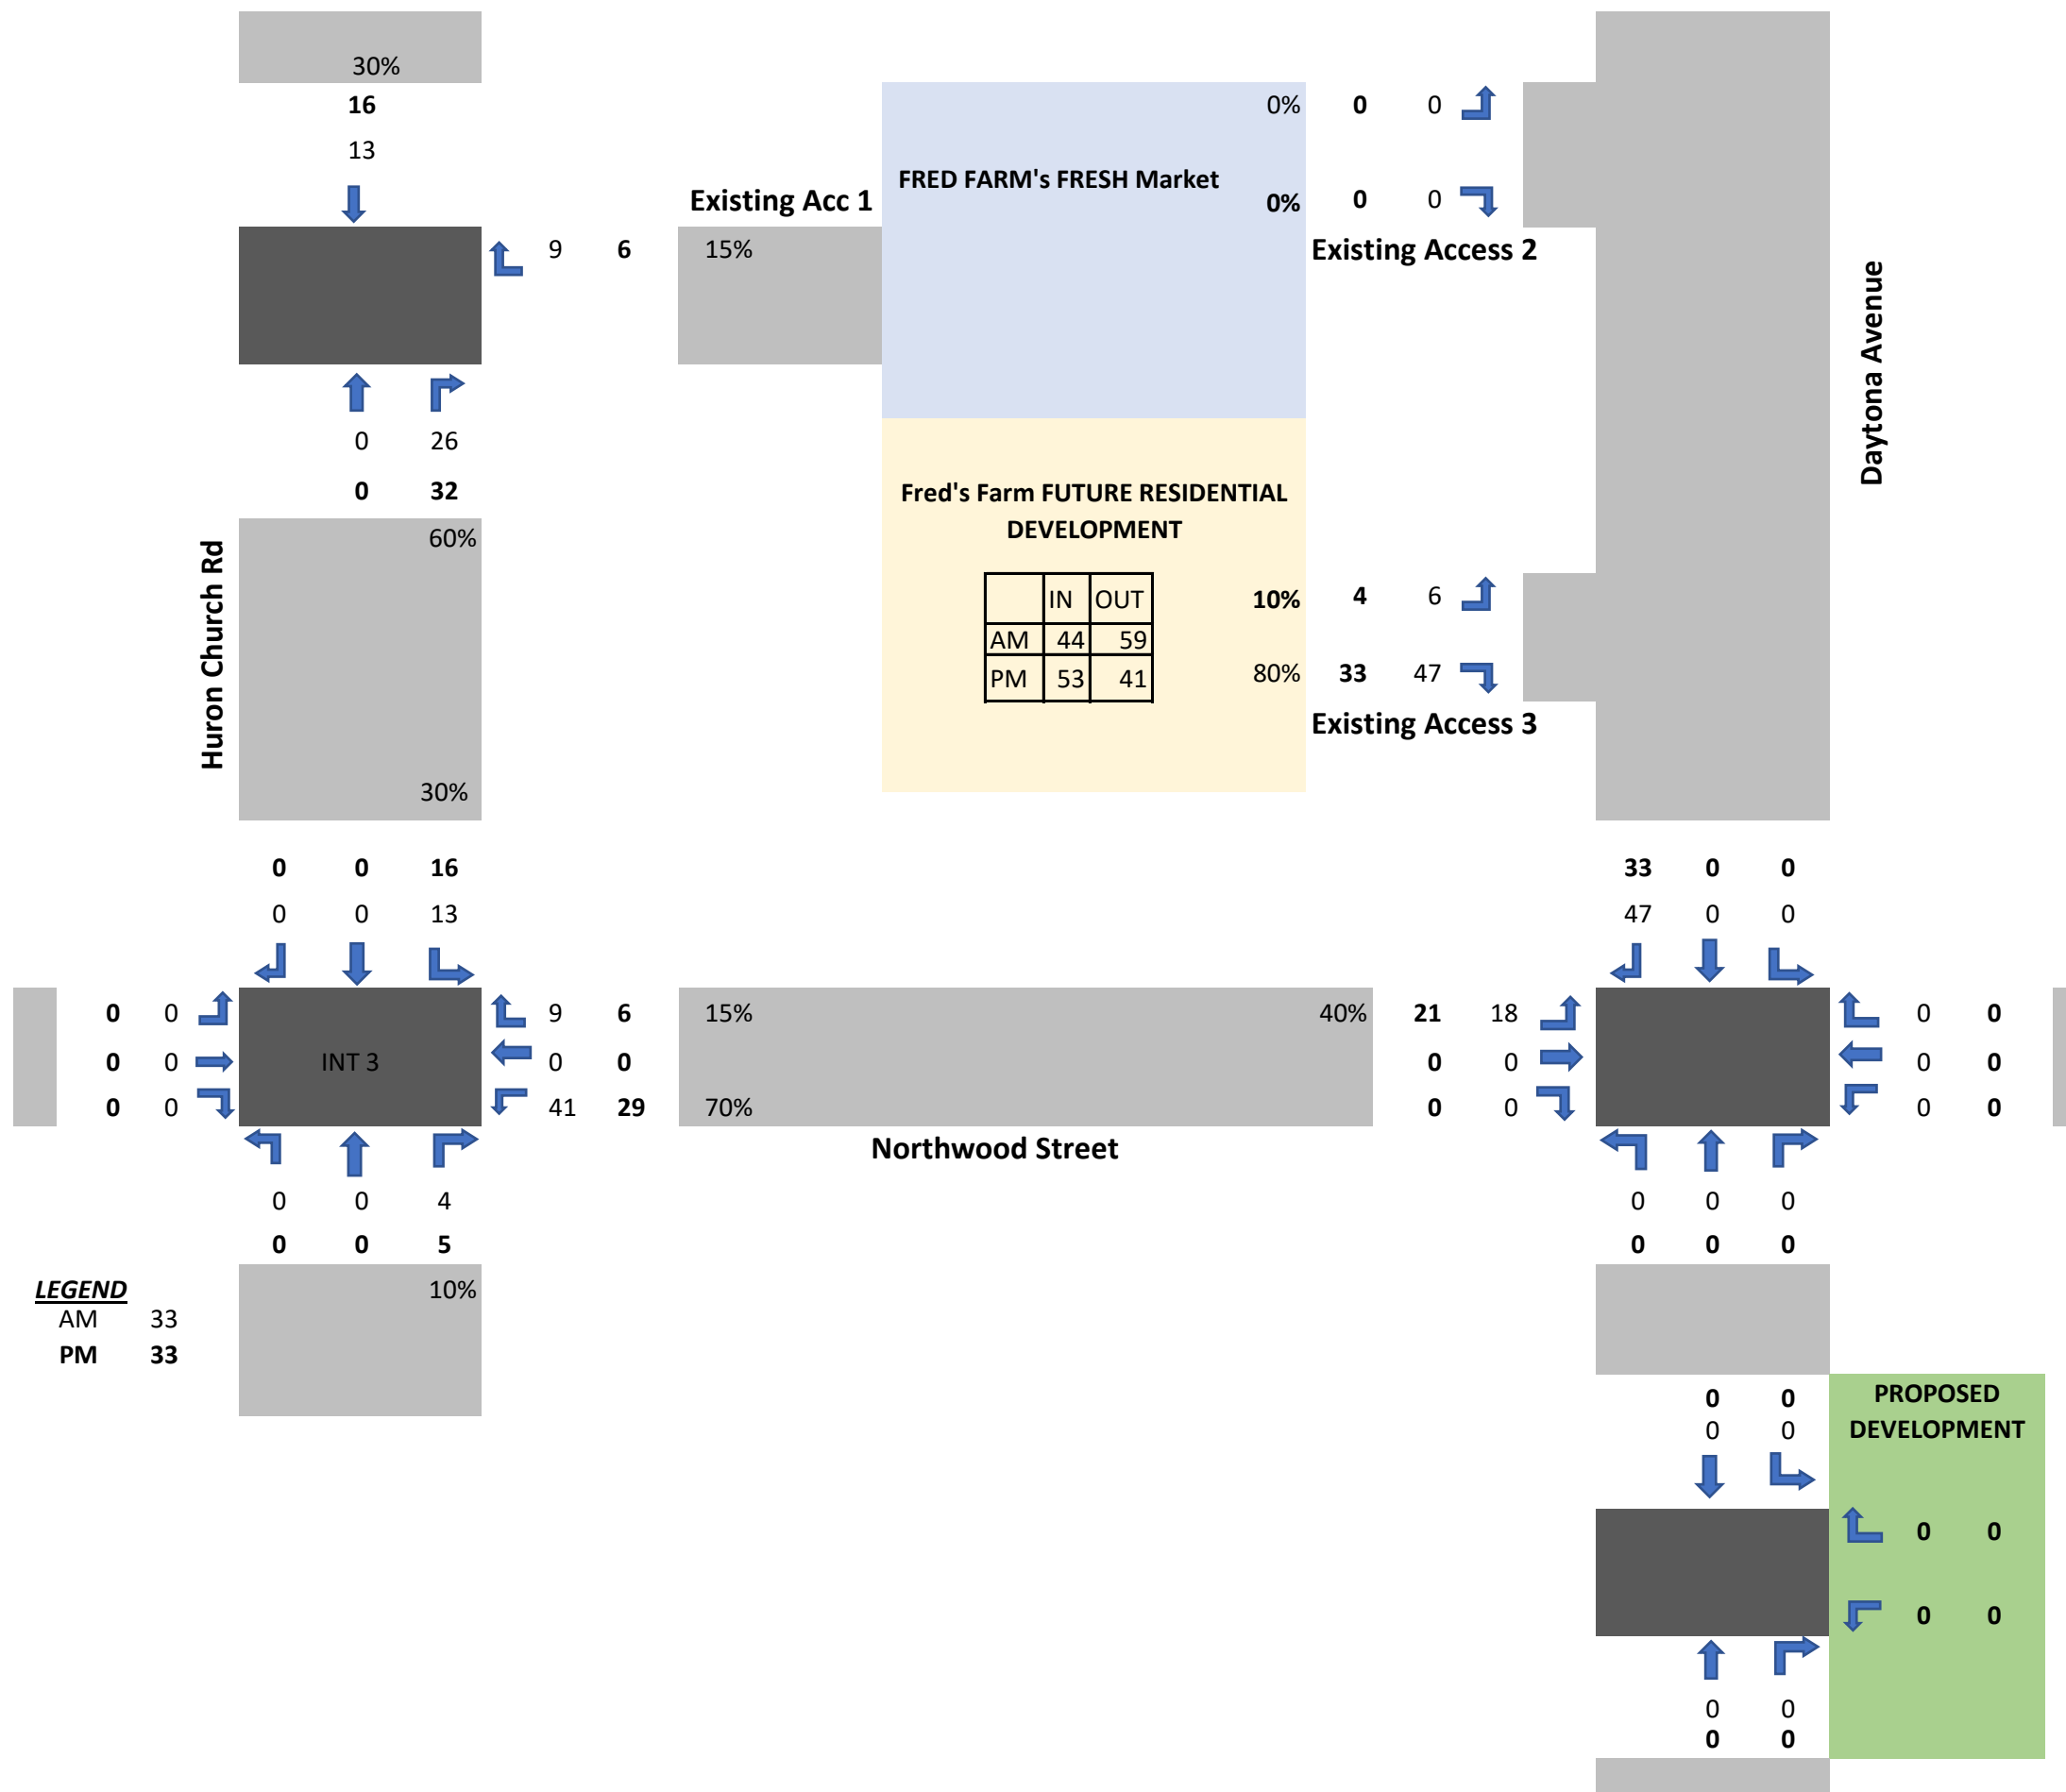 30%
16
13
0% 0 0
FRED FARM's FRESH Market
0% 0 0
Existing Acc 1
9 6 15%
Existing Access 2
Daytona Avenue
0 26
0 32
60%
Huron Church Rd
30%
Fred's Farm FUTURE RESIDENTIAL
DEVELOPMENT
IN OUT
AM 44 59
PM 53 41
10% 4 6
80% 33 47
Existing Access 3
0 0 16
0 0 13
33 0 0
47 0 0
0 0
0 0
0 0
INT 3
9 6 15%
0 0
41 29 70%
40% 21 18
0 0
0 0
0 0
0 0
0 0
Northwood Street
0 0 4
0 0 5
10%
0 0 0
0 0 0
LEGEND
AM 33
PM 33
0 0
0 0
PROPOSED
DEVELOPMENT
0 0
0 0
0 0
0 0